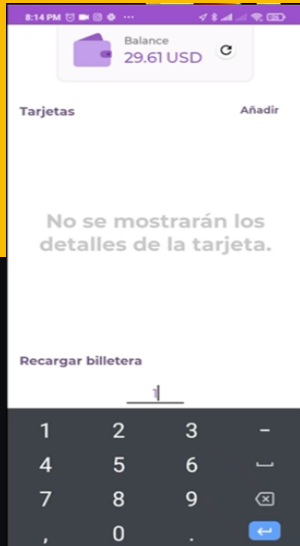 8:14 PM
Balance
29.61 USD
Tarjetas
Añadir
No se mostrarán los
detalles de la tarjeta.
Recargar billetera
1
1 2 3 -
4 5 6
7 8 9
, 0 .